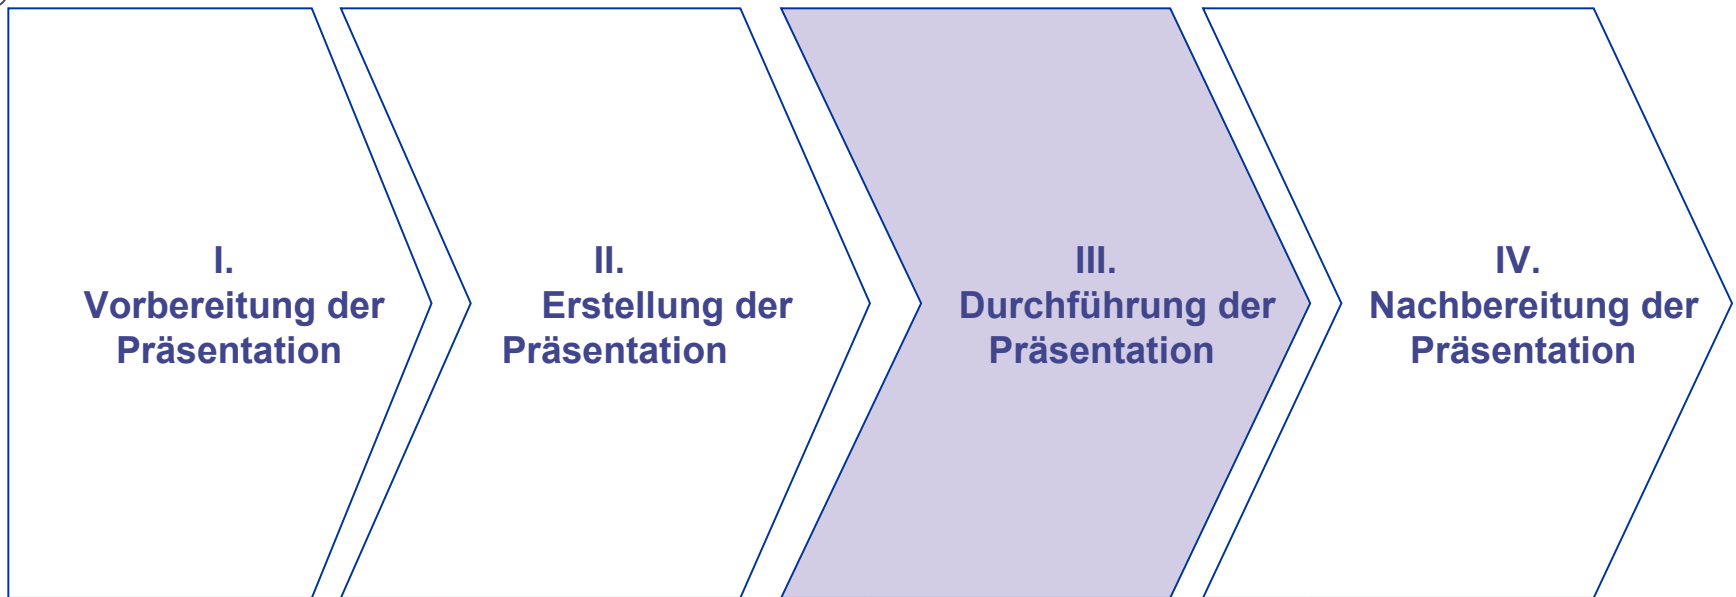 I.
Vorbereitung der
Präsentation
II.
Erstellung der
Präsentation
III.
Durchführung der
Präsentation
IV.
Nachbereitung der
Präsentation